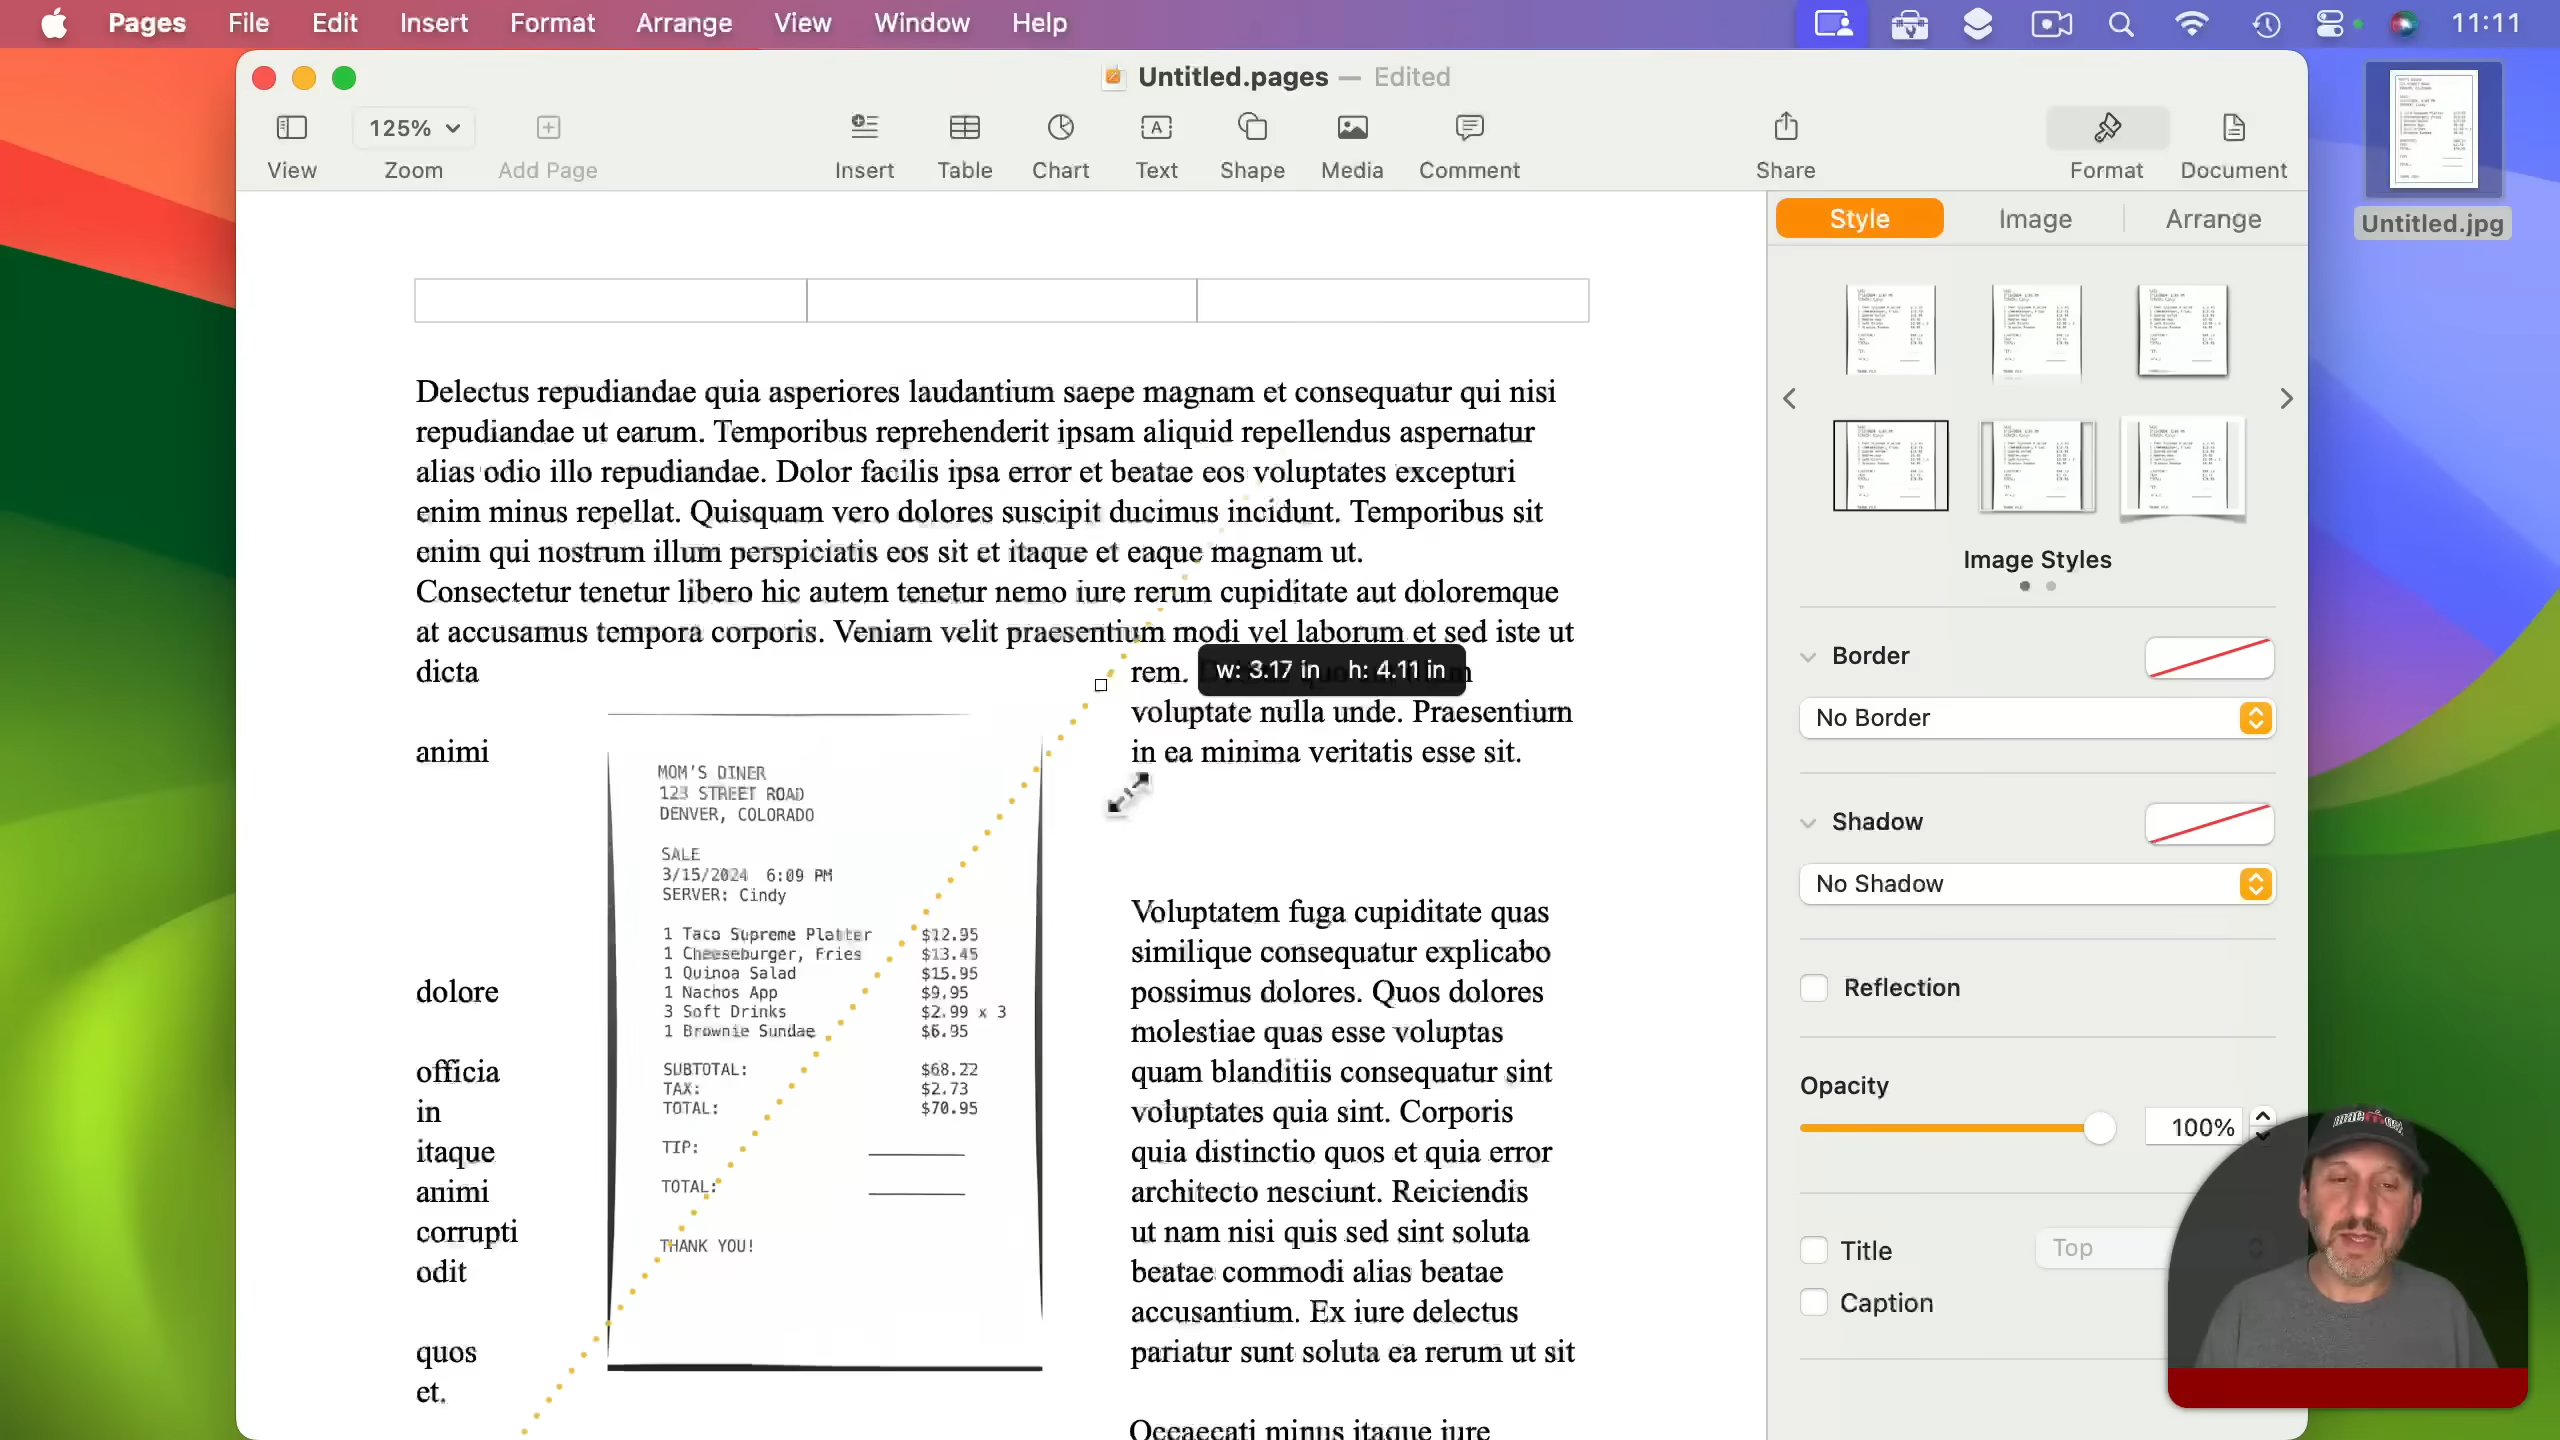 Pages File Edit Insert Format Arrange View Window Help 11:11
Untitled.pages — Edited
125%
View Zoom Add Page Insert Table Chart Text Shape Media Comment Share Format Document
Untitled.jpg
Style Image Arrange
Delectus repudiandae quia asperiores laudantium saepe magnam et consequatur qui nisi
repudiandae ut earum. Temporibus reprehenderit ipsam aliquid repellendus aspernatur
alias odio illo repudiandae. Dolor facilis ipsa error et beatae eos voluptates excepturi
enim minus repellat. Quisquam vero dolores suscipit ducimus incidunt. Temporibus sit
enim qui nostrum illum perspiciatis eos sit et itaque et eaque magnam ut.
Consectetur tenetur libero hic autem tenetur nemo iure rerum cupiditate aut doloremque
at accusamus tempora corporis. Veniam velit praesentium modi vel laborum et sed iste ut
dicta
animi
dolore
officia
in
itaque
animi
corrupti
odit
quos
et.
MOM'S DINER
123 STREET ROAD
DENVER, COLORADO
SALE
3/15/2024 6:09 PM
SERVER: Cindy
1 Taco Supreme Platter $12.95
1 Cheeseburger, Fries $13.45
1 Quinoa Salad $15.95
1 Nachos App $9.95
3 Soft Drinks $2.99 x 3
1 Brownie Sundae $6.95
SUBTOTAL: $68.22
TAX: $2.73
TOTAL: $70.95
TIP:
TOTAL:
THANK YOU!
rem.
w: 3.17 in h: 4.11 in
voluptate nulla unde. Praesentium
in ea minima veritatis esse sit.
Voluptatem fuga cupiditate quas
similique consequatur explicabo
possimus dolores. Quos dolores
molestiae quas esse voluptas
quam blanditiis consequatur sint
voluptates quia sint. Corporis
quia distinctio quos et quia error
architecto nesciunt. Reiciendis
ut nam nisi quis sed sint soluta
beatae commodi alias beatae
accusantium. Ex iure delectus
pariatur sunt soluta ea rerum ut sit
Occaecati minus itaque iure
Image Styles
Border
No Border
Shadow
No Shadow
Reflection
Opacity
100%
Title Top
Caption